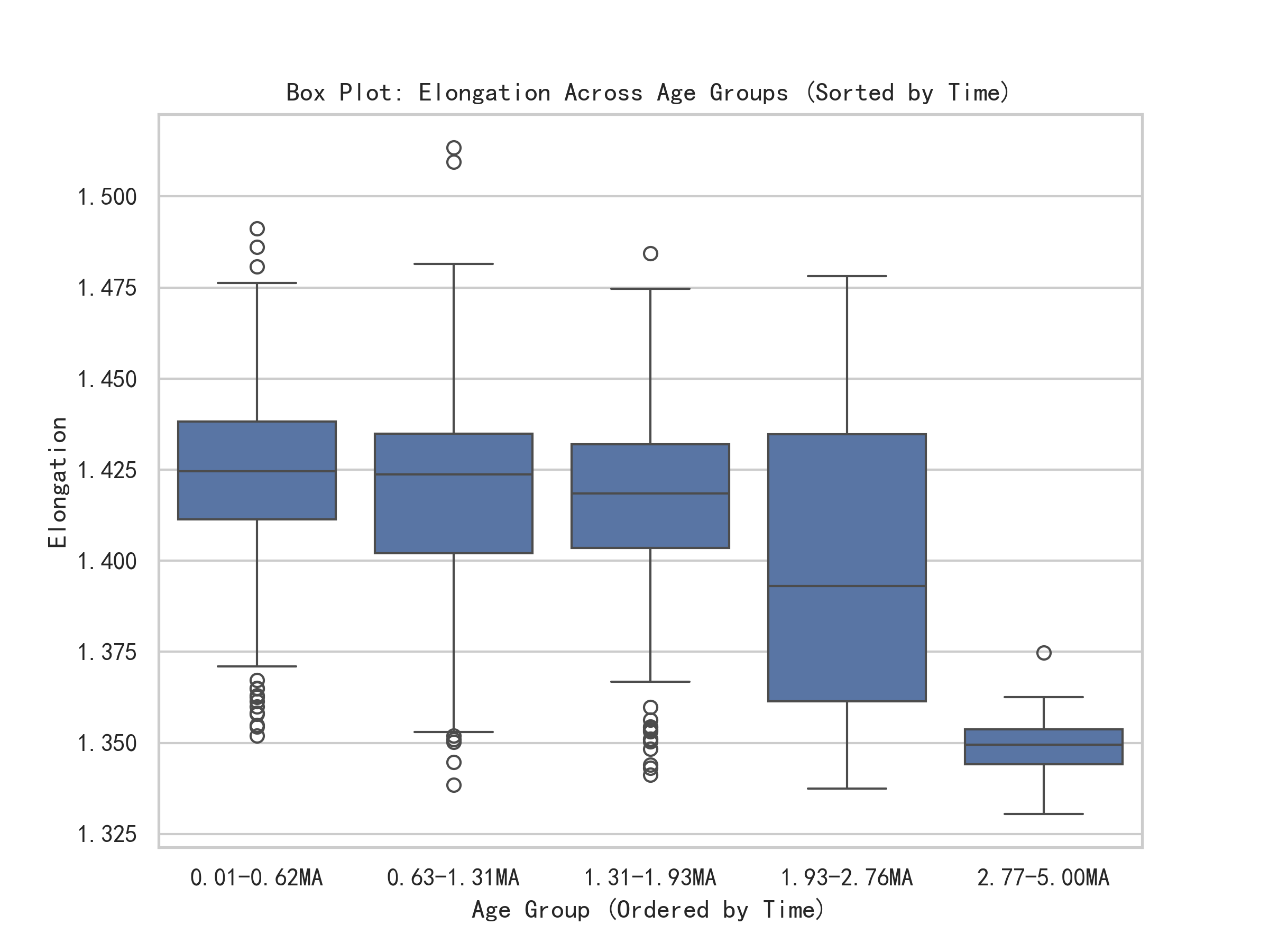 Box Plot: Elongation Across Age Groups (Sorted by Time)
Elongation
1.500
1.475
1.450
1.425
1.400
1.375
1.350
1.325
0.01-0.62MA
0.63-1.31MA
1.31-1.93MA
1.93-2.76MA
2.77-5.00MA
Age Group (Ordered by Time)